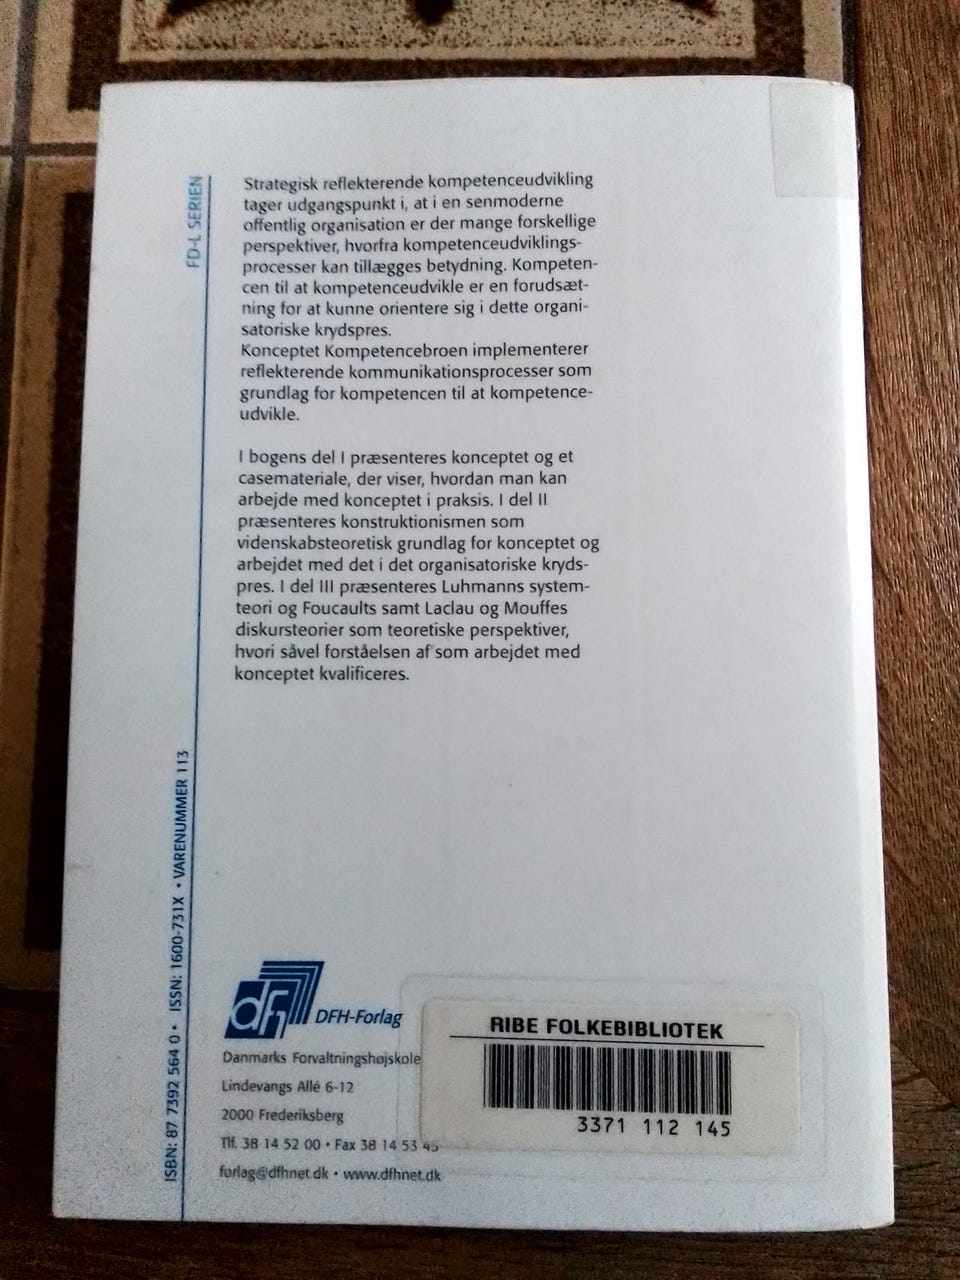 FD-L SERIEN
Strategisk reflekterende kompetenceudvikling
tager udgangspunkt i, at i en senmoderne
offentlig organisation er der mange forskellige
perspektiver, hvorfra kompetenceudviklings-
processer kan tillægges betydning. Kompeten-
cen til at kompetenceudvikle er en forudsæt-
ning for at kunne orientere sig i dette organi-
satoriske krydspres.
Konceptet Kompetencebroen implementerer
reflekterende kommunikationsprocesser som
grundlag for kompetencen til at kompetence-
udvikle.
I bogens del I præsenteres konceptet og et
casemateriale, der viser, hvordan man kan
arbejde med konceptet i praksis. I del II
præsenteres konstruktionismen som
videnskabsteoretisk grundlag for konceptet og
arbejdet med det i det organisatoriske kryds-
pres. I del III præsenteres Luhmanns system-
teori og Foucaults samt Laclau og Mouffes
diskursteorier som teoretiske perspektiver,
hvori såvel forståelsen af som arbejdet med
konceptet kvalificeres.
ISBN: 87 7392 564 0 • ISSN: 1600-731X • VARENUMMER 113
dfh DFH-Forlag
Danmarks Forvaltningshøjskole
Lindevangs Allé 6-12
2000 Frederiksberg
Tlf. 38 14 52 00 • Fax 38 14 53 45
forlag@dfhnet.dk • www.dfhnet.dk
RIBE FOLKEBIBLIOTEK
3371 112 145